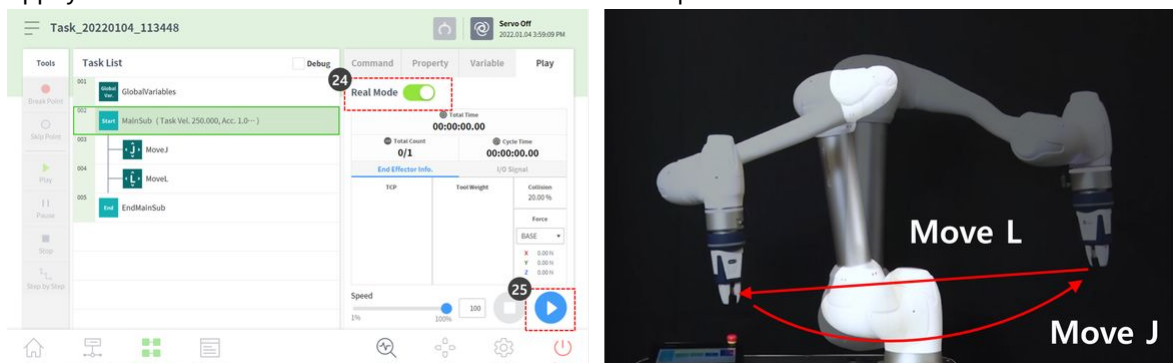 Task_20220104_113448
Servo Off
2022.01.04 3:59:09 PM
Tools
Break Point
Skip Point
Play
Pause
Stop
Step by Step
Task List
Debug
001 Global Var. GlobalVariables
002 Start MainSub ( Task Vel. 250.000, Acc. 1.0··· )
003 J MoveJ
004 L MoveL
005 End EndMainSub
Command Property Variable Play
24
Real Mode
Total Time
00:00:00.00
Total Count
0/1
Cycle Time
00:00:00.00
End Effector Info. I/O Signal
TCP
Tool Weight
Collision
20.00 %
Force
BASE
X 0.00 N
Y 0.00 N
Z 0.00 N
Speed
1% 100%
100
25
Move L
Move J